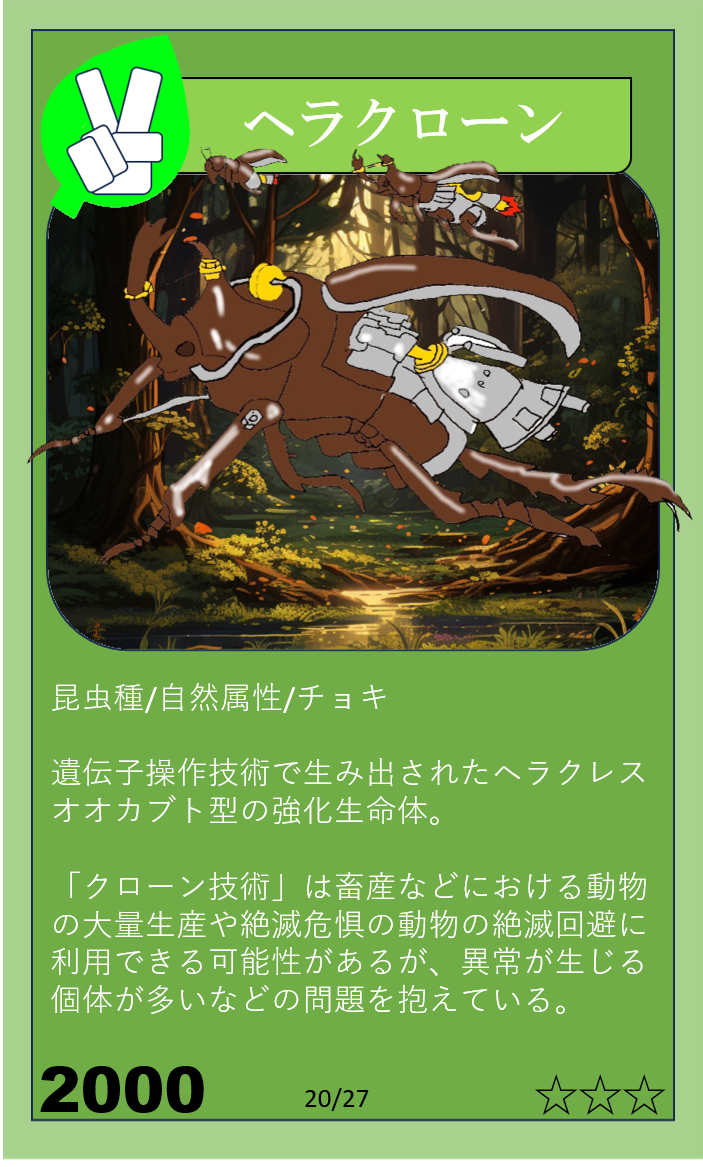 ヘラクローン
昆虫種/自然属性/チョキ
遺伝子操作技術で生み出されたヘラクレス
オオカブト型の強化生命体。
「クローン技術」は畜産などにおける動物
の大量生産や絶滅危惧の動物の絶滅回避に
利用できる可能性があるが、異常が生じる
個体が多いなどの問題を抱えている。
2000
20/27
☆☆☆